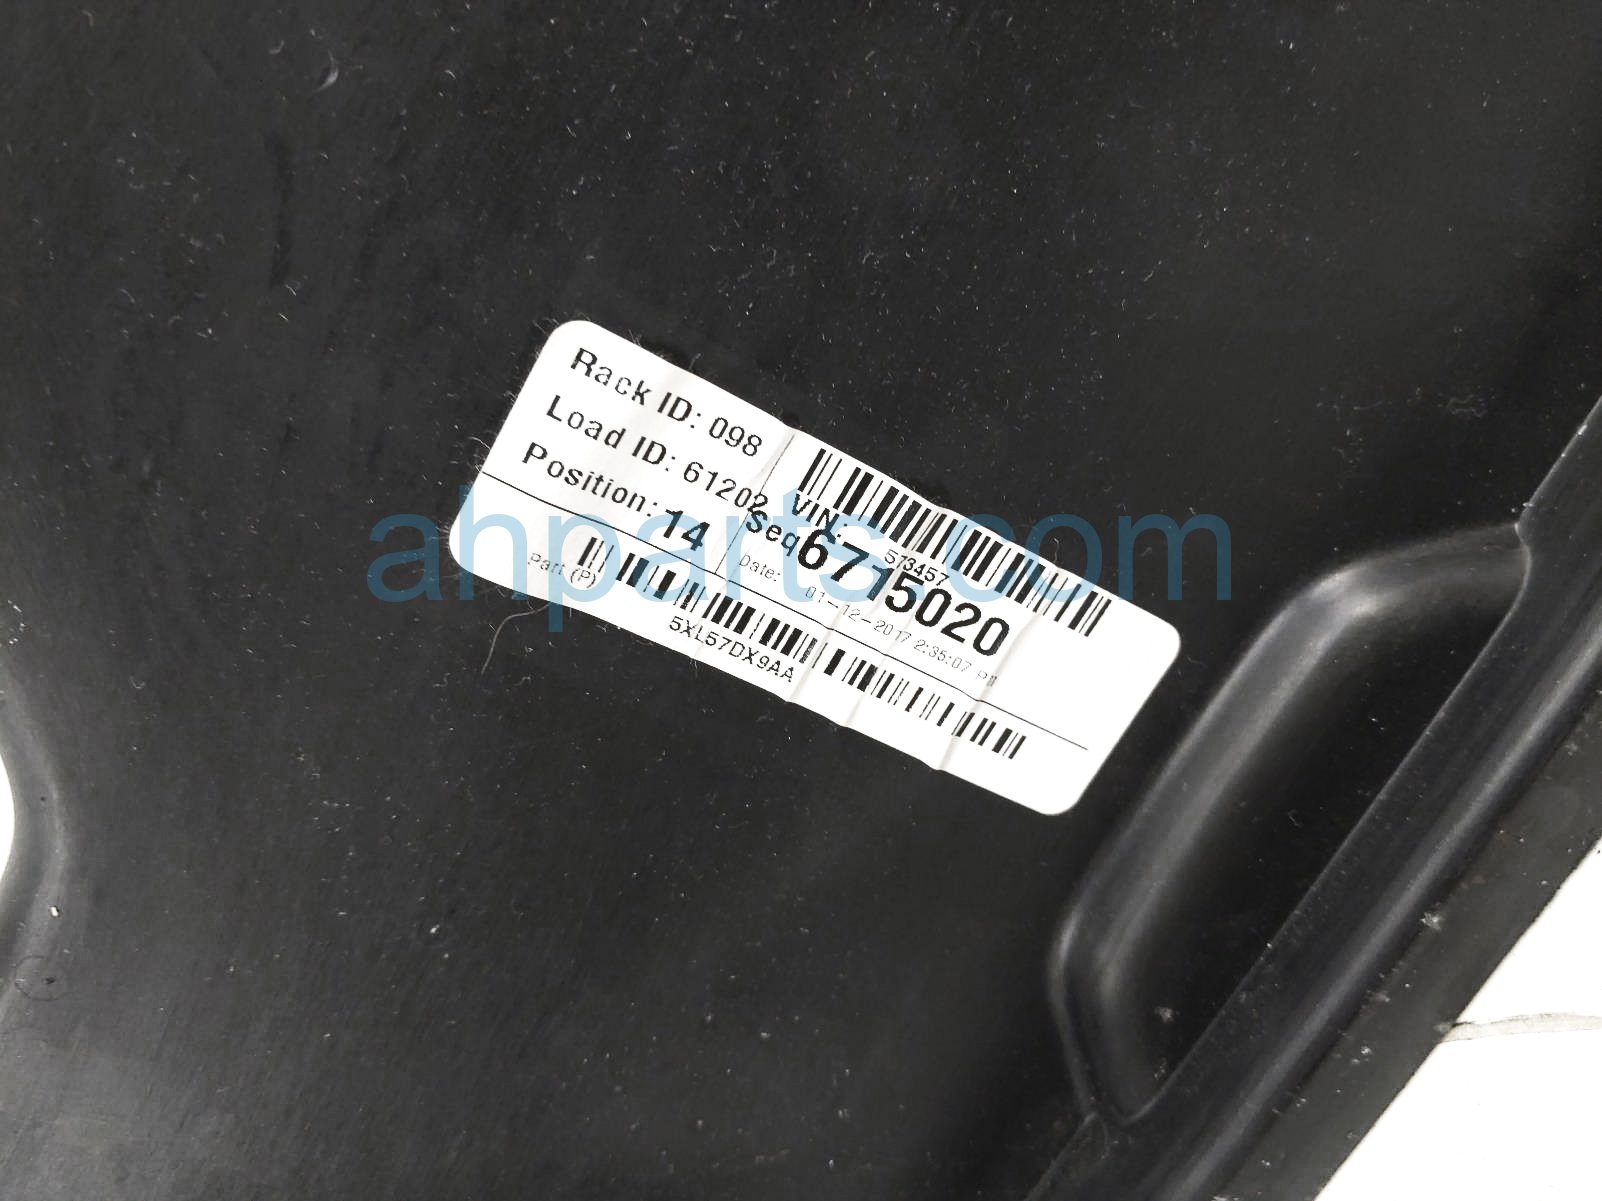 Rack ID: 098
Load ID: 61202
Position: 14
VIN: 573457
Seq 6715020
Date: 01-12-2017 2:35:07 PM
Part (P)
5XL57DX9AA
ahparts.com